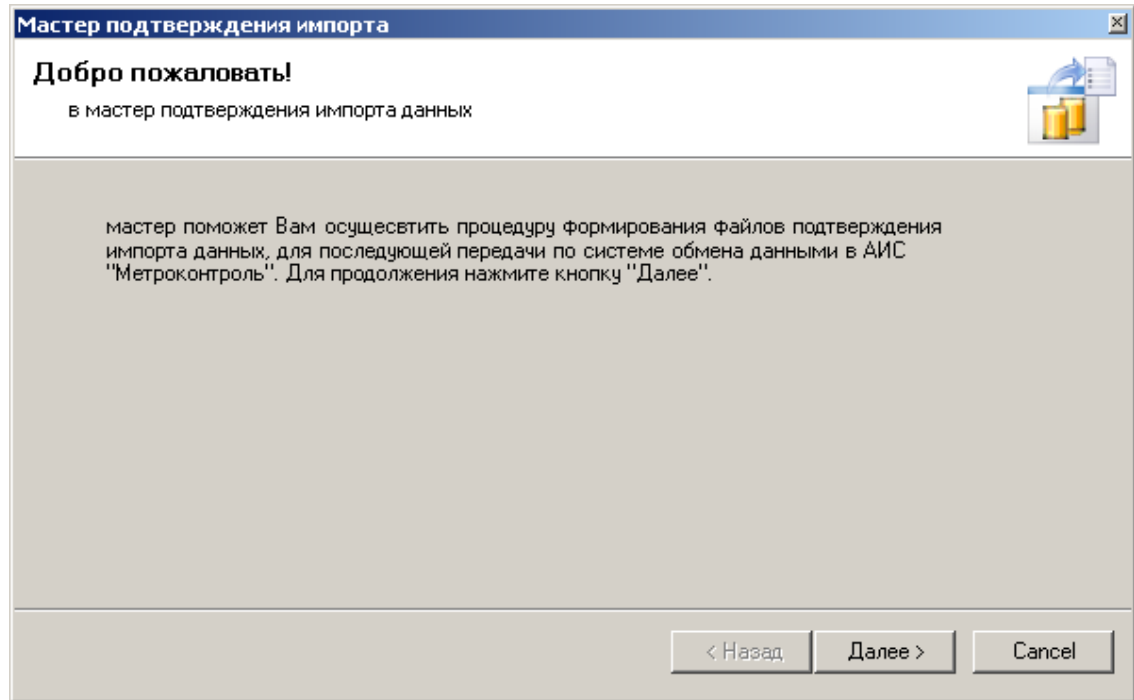 Мастер подтверждения импорта
Добро пожаловать!
в мастер подтверждения импорта данных
мастер поможет Вам осущесвтить процедуру формирования файлов подтверждения
импорта данных, для последующей передачи по системе обмена данными в АИС
"Метроконтроль". Для продолжения нажмите кнопку "Далее".
< Назад
Далее >
Cancel